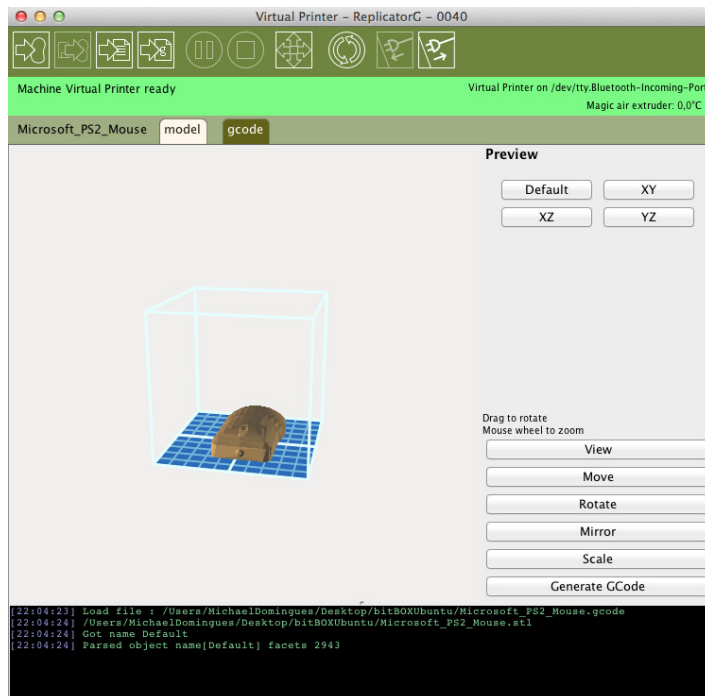 Virtual Printer – ReplicatorG – 0040
Machine Virtual Printer ready
Virtual Printer on /dev/tty.Bluetooth-Incoming-Por
Magic air extruder: 0,0°C
Microsoft_PS2_Mouse model gcode
Preview
Default XY
XZ YZ
Drag to rotate
Mouse wheel to zoom
View
Move
Rotate
Mirror
Scale
Generate GCode
[22:04:23] Load file : /Users/MichaelDomingues/Desktop/bitBOXUbuntu/Microsoft_PS2_Mouse.gcode
[22:04:24] /Users/MichaelDomingues/Desktop/bitBOXUbuntu/Microsoft_PS2_Mouse.stl
[22:04:24] Got name Default
[22:04:24] Parsed object name[Default] facets 2943